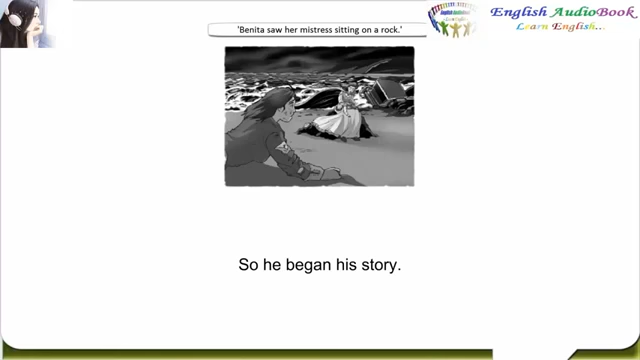 'Benita saw her mistress sitting on a rock.'
English AudioBook
Learn English...
So he began his story.